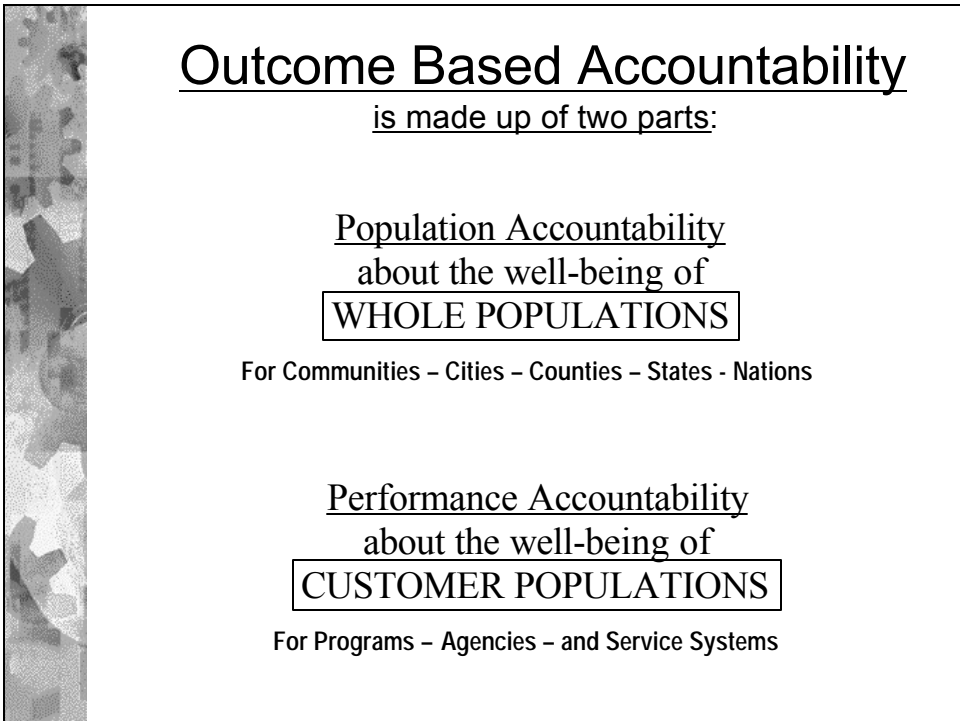 Outcome Based Accountability
is made up of two parts:
Population Accountability
about the well-being of
WHOLE POPULATIONS
For Communities – Cities – Counties – States - Nations
Performance Accountability
about the well-being of
CUSTOMER POPULATIONS
For Programs – Agencies – and Service Systems